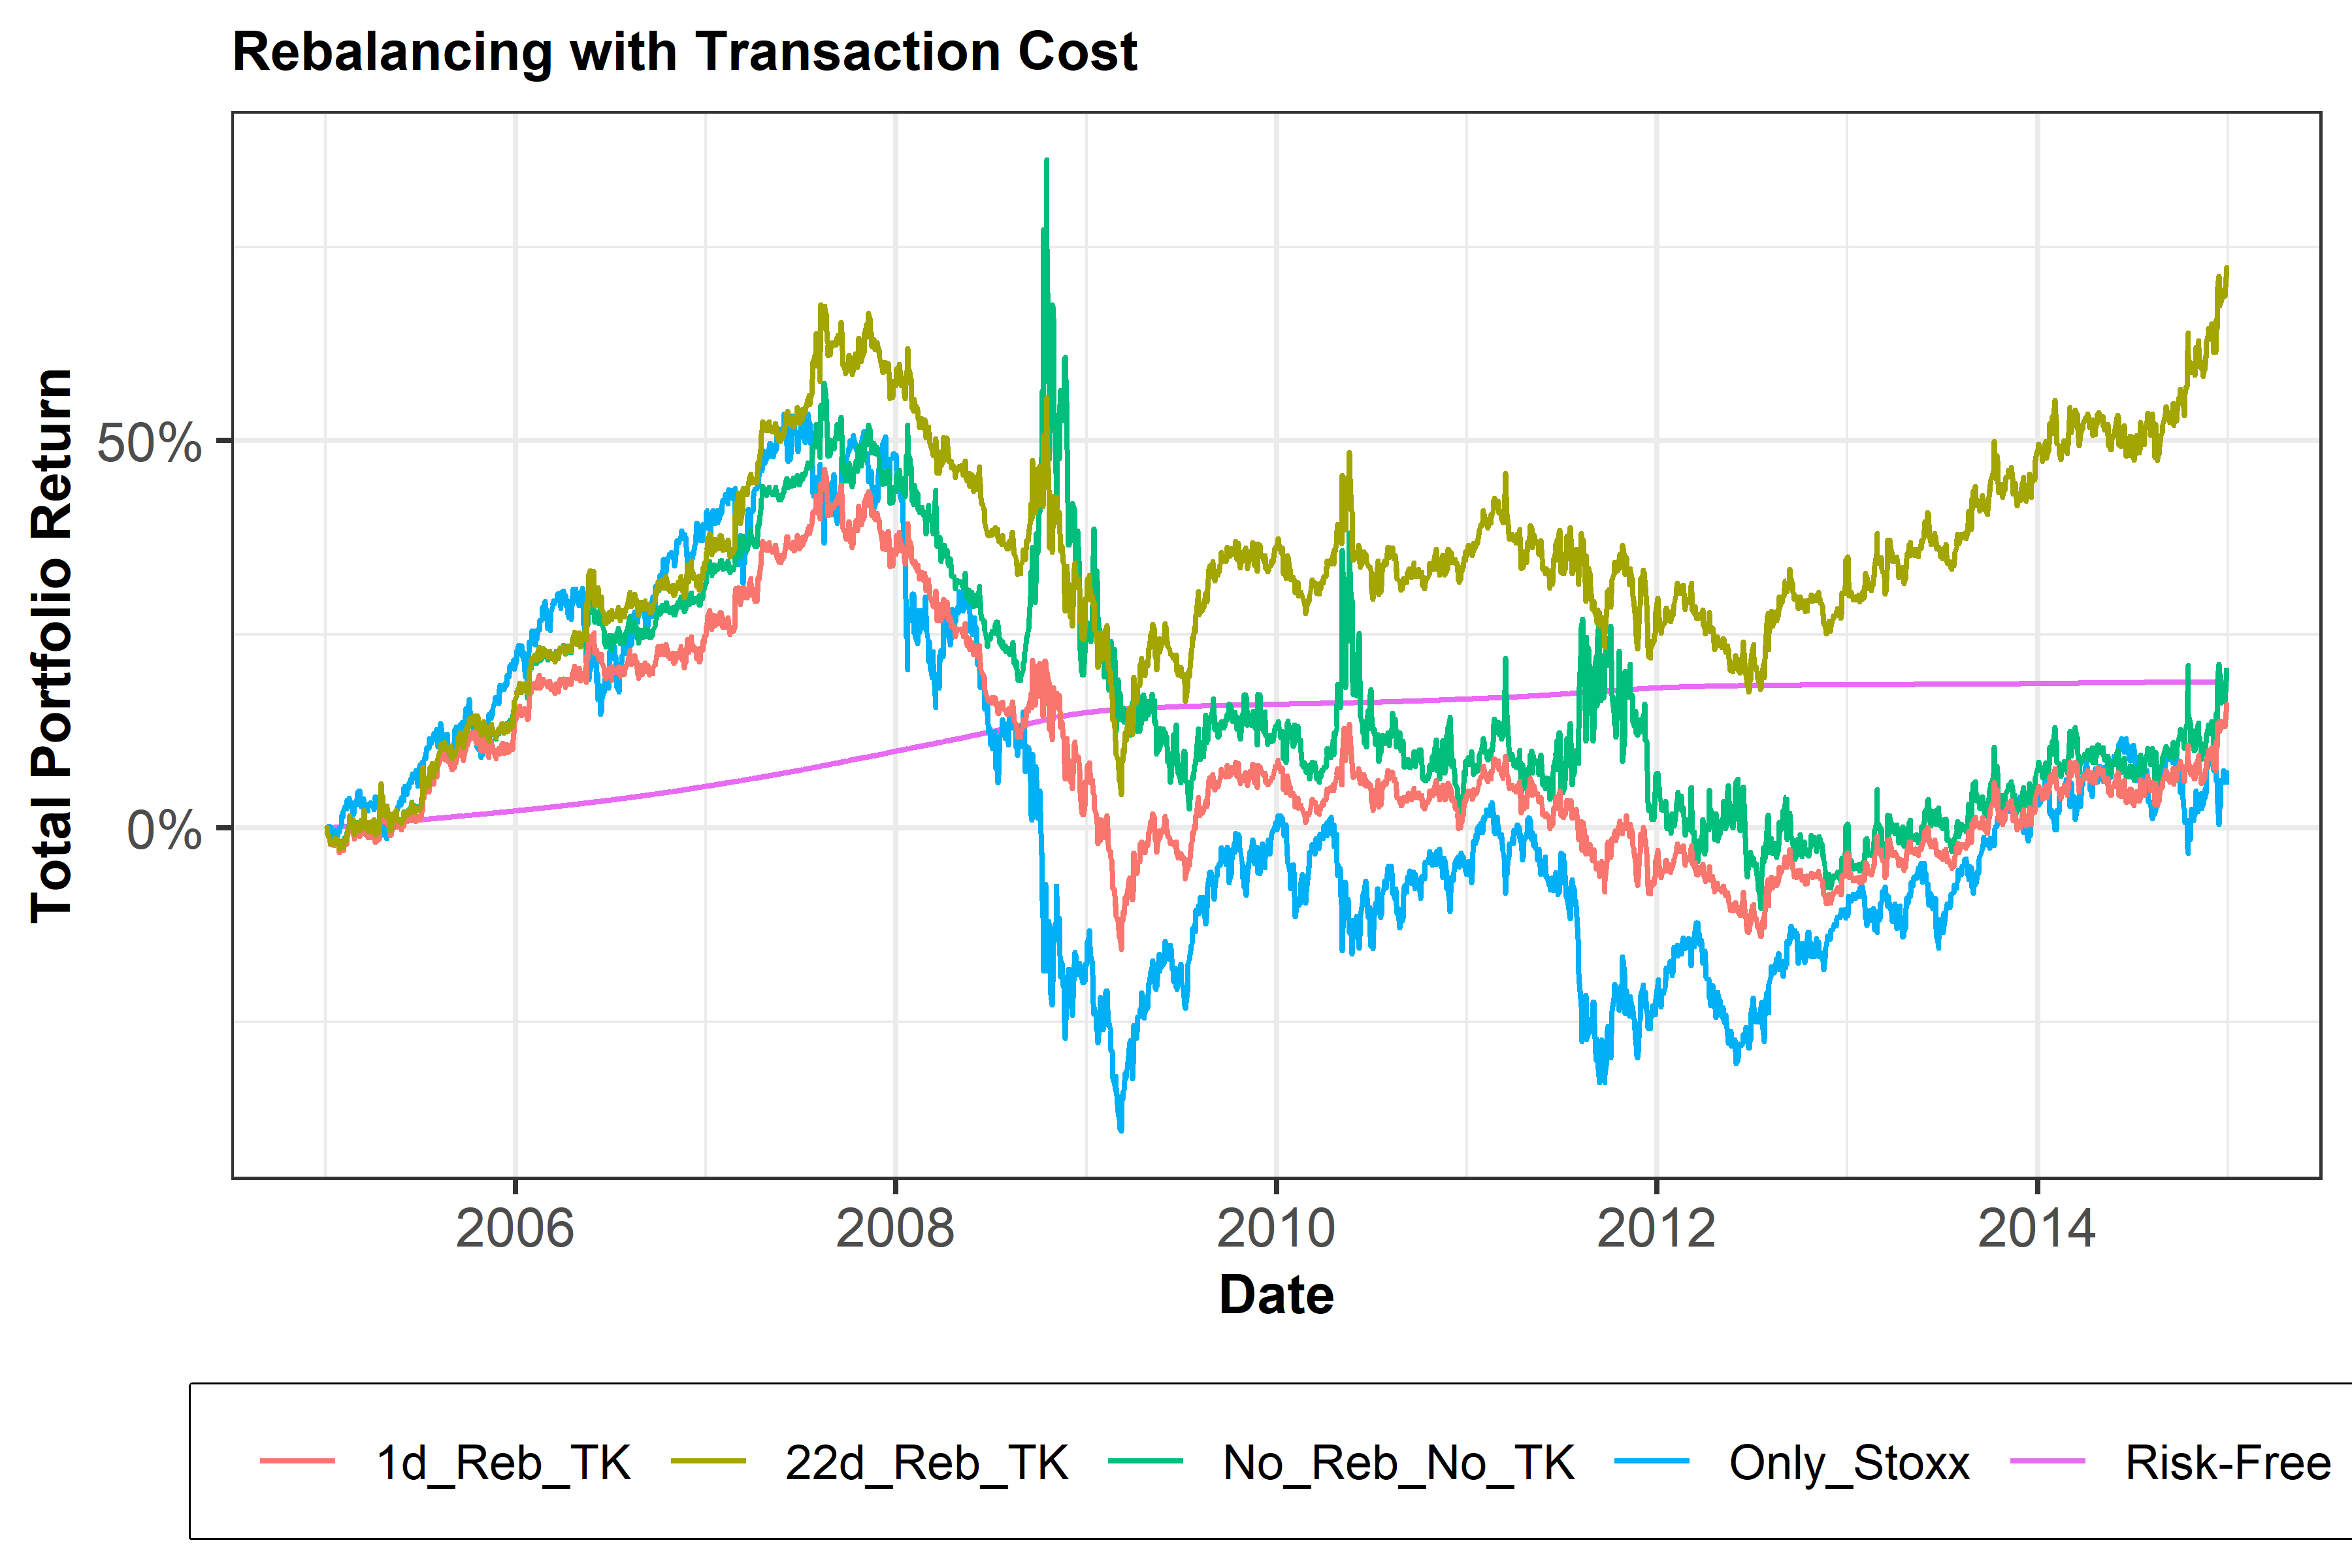 Rebalancing with Transaction Cost
Total Portfolio Return
50%
0%
2006 2008 2010 2012 2014
Date
1d_Reb_TK 22d_Reb_TK No_Reb_No_TK Only_Stoxx Risk-Free